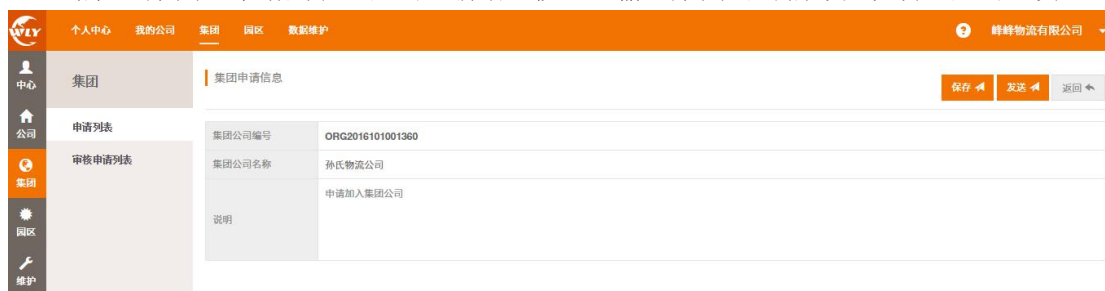 WLY
个人中心 我的公司 集团 园区 数据维护 ? 峰峰物流有限公司
中心
公司
集团
园区
维护
集团
申请列表
审核申请列表
集团申请信息
保存 发送 返回
集团公司编号 ORG2016101001360
集团公司名称 孙氏物流公司
说明 申请加入集团公司